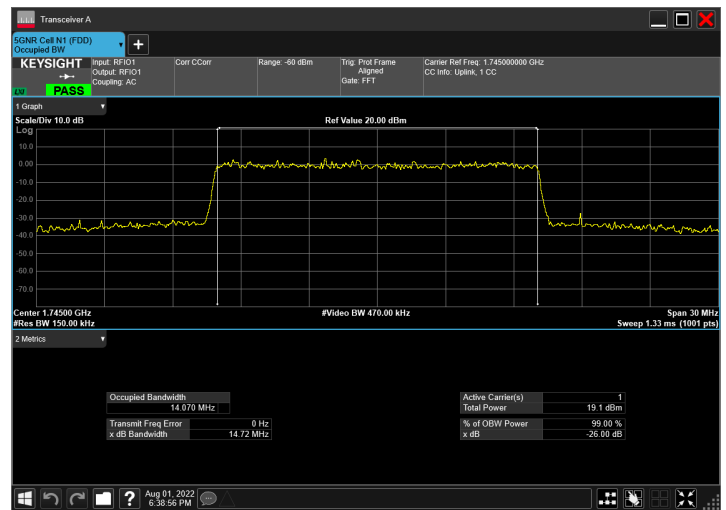 Transceiver A
5GNR Cell N1 (FDD)
Occupied BW
+
KEYSIGHT
LXI
PASS
Input: RFIO1
Output: RFIO1
Coupling: AC
Corr CCorr
Range: -60 dBm
Trig: Prot Frame
Aligned
Gate: FFT
Carrier Ref Freq: 1.745000000 GHz
CC Info: Uplink, 1 CC
1 Graph
Scale/Div 10.0 dB
Ref Value 20.00 dBm
Log
10.0
0.00
-10.0
-20.0
-30.0
-40.0
-50.0
-60.0
-70.0
Center 1.74500 GHz
#Video BW 470.00 kHz
Span 30 MHz
#Res BW 150.00 kHz
Sweep 1.33 ms (1001 pts)
2 Metrics
Occupied Bandwidth
14.070 MHz
Transmit Freq Error 0 Hz
x dB Bandwidth 14.72 MHz
Active Carrier(s) 1
Total Power 19.1 dBm
% of OBW Power 99.00 %
x dB -26.00 dB
?
Aug 01, 2022
6:38:56 PM